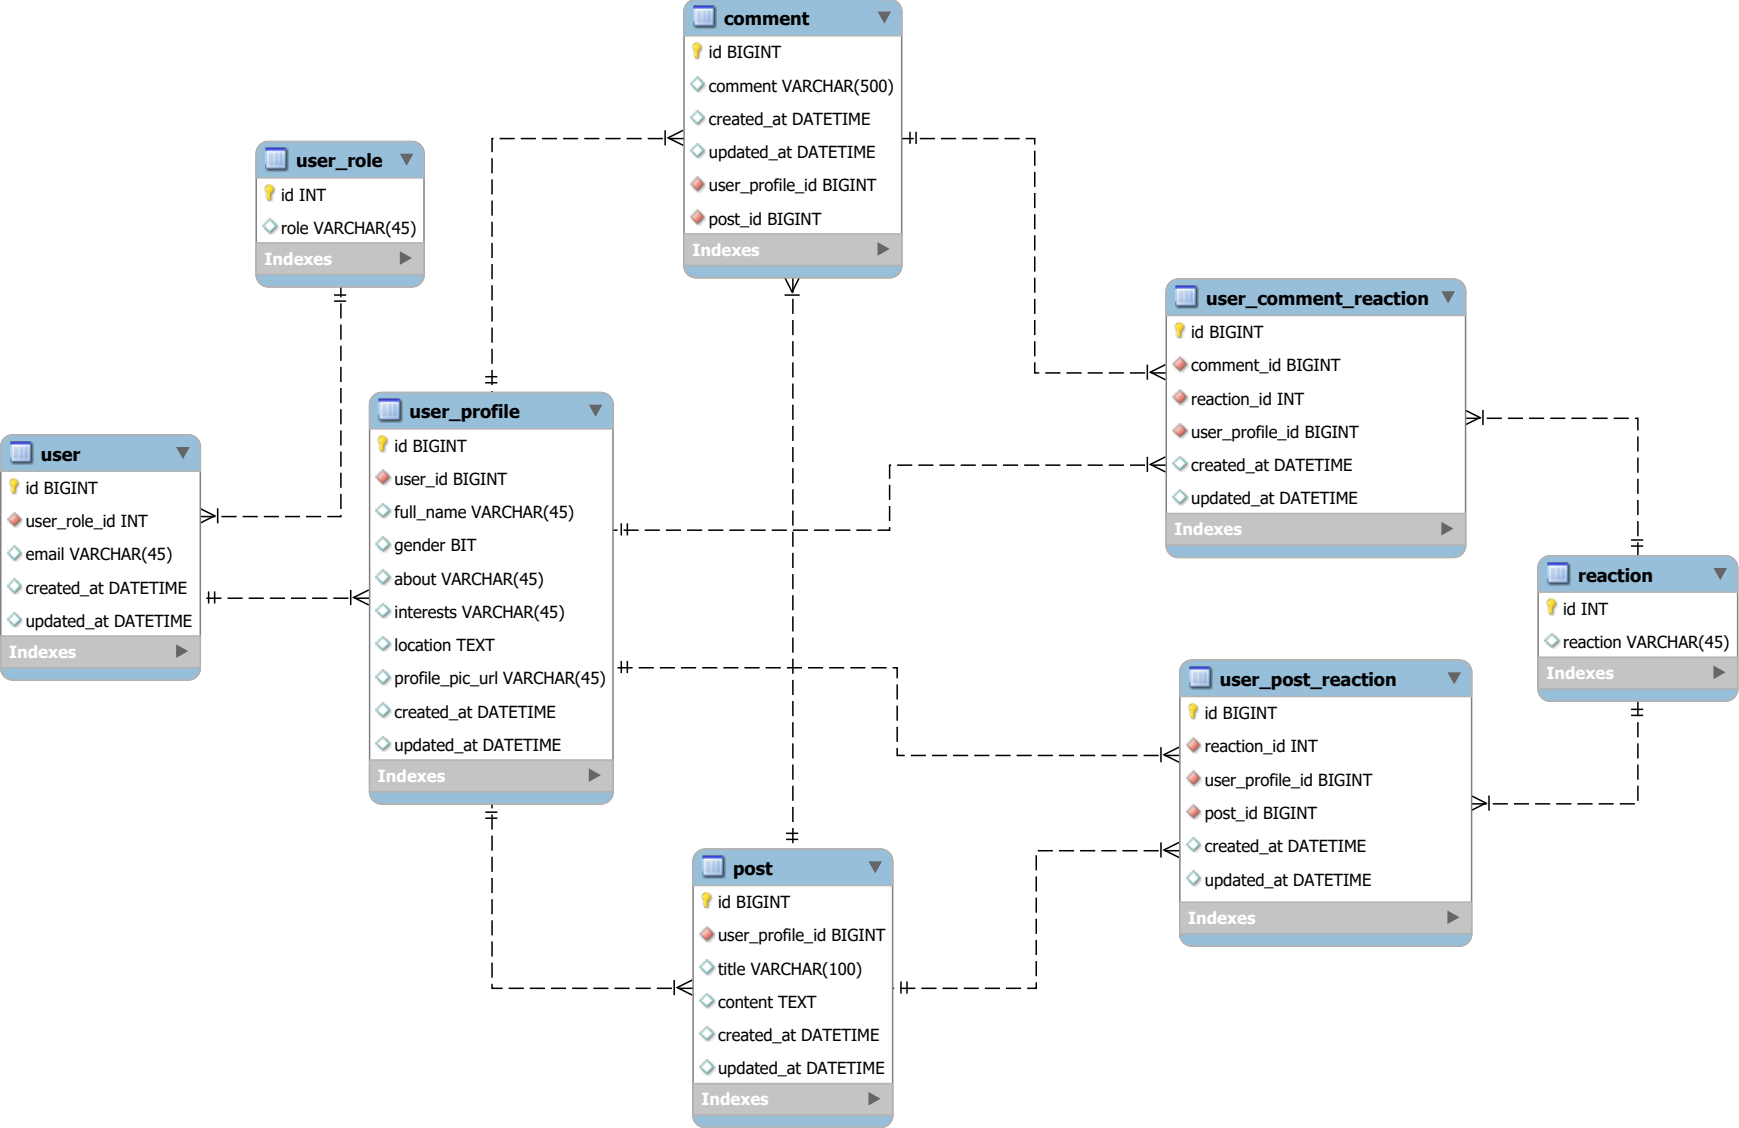 comment
id BIGINT
comment VARCHAR(500)
created_at DATETIME
updated_at DATETIME
user_profile_id BIGINT
post_id BIGINT
Indexes
user_role
id INT
role VARCHAR(45)
Indexes
user_comment_reaction
id BIGINT
comment_id BIGINT
reaction_id INT
user_profile_id BIGINT
created_at DATETIME
updated_at DATETIME
Indexes
user_profile
id BIGINT
user_id BIGINT
full_name VARCHAR(45)
gender BIT
about VARCHAR(45)
interests VARCHAR(45)
location TEXT
profile_pic_url VARCHAR(45)
created_at DATETIME
updated_at DATETIME
Indexes
user
id BIGINT
user_role_id INT
email VARCHAR(45)
created_at DATETIME
updated_at DATETIME
Indexes
reaction
id INT
reaction VARCHAR(45)
Indexes
user_post_reaction
id BIGINT
reaction_id INT
user_profile_id BIGINT
post_id BIGINT
created_at DATETIME
updated_at DATETIME
Indexes
post
id BIGINT
user_profile_id BIGINT
title VARCHAR(100)
content TEXT
created_at DATETIME
updated_at DATETIME
Indexes